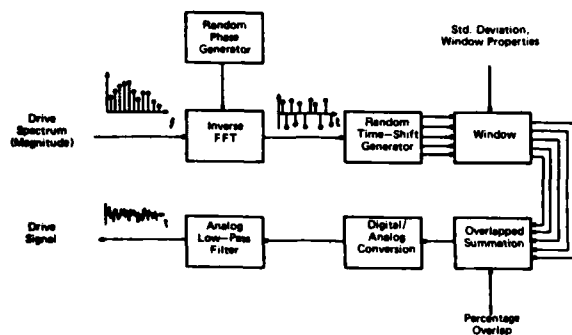 Random
Phase
Generator
Std. Deviation,
Window Properties
Drive
Spectrum
(Magnitude)
f
Inverse
FFT
t
Random
Time-Shift
Generator
Window
Drive
Signal
t
Analog
Low-Pass
Filter
Digital/
Analog
Conversion
Overlapped
Summation
Percentage
Overlap